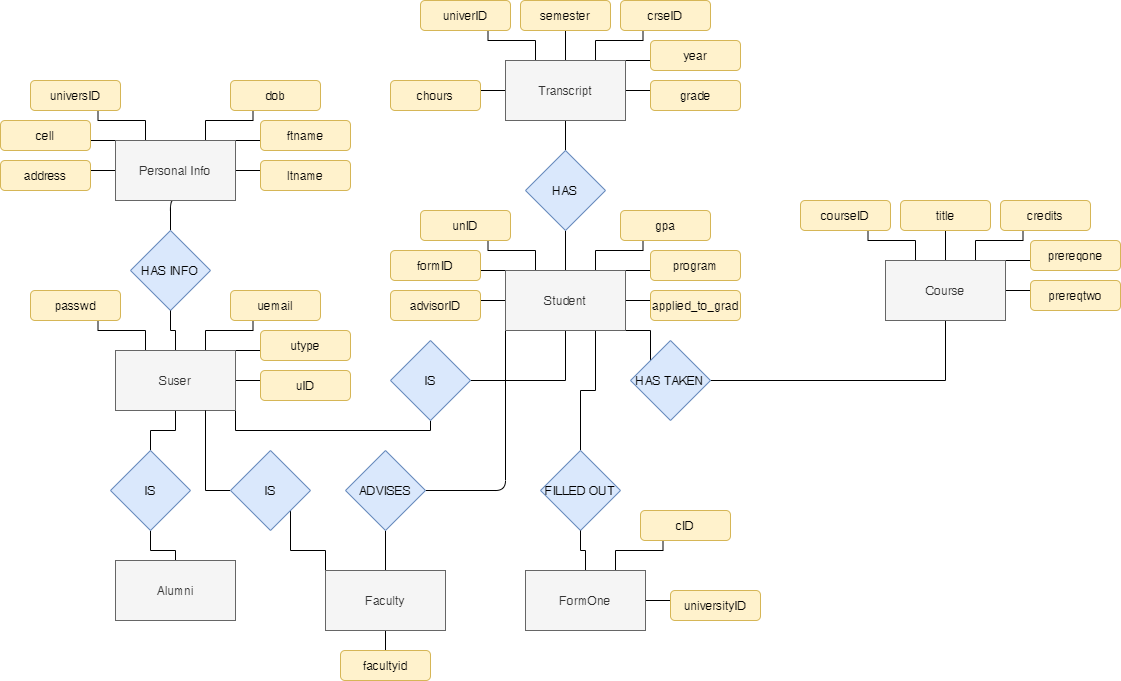 univerID
semester
crseID
year
chours
Transcript
grade
universID
dob
cell
ftname
address
Personal Info
ltname
HAS
unID
gpa
courseID
title
credits
HAS INFO
formID
program
prereqone
passwd
uemail
advisorID
Student
applied_to_grad
Course
prereqtwo
utype
Suser
uID
IS
HAS TAKEN
IS
IS
ADVISES
FILLED OUT
cID
Alumni
Faculty
FormOne
universityID
facultyid